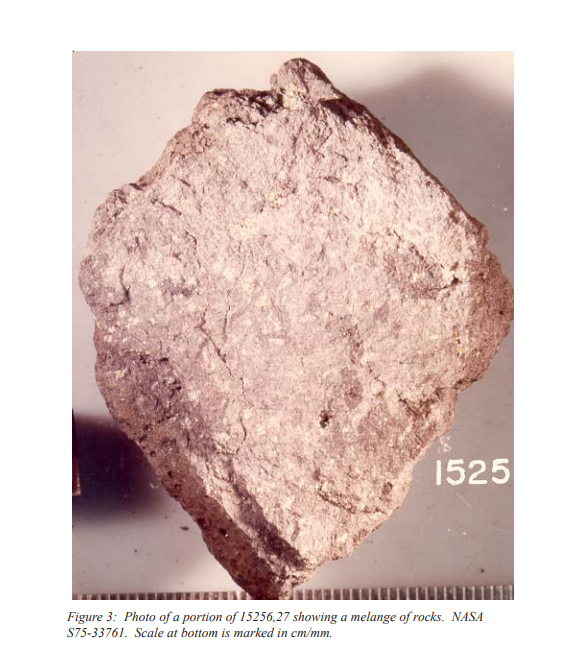 1525
Figure 3: Photo of a portion of 15256,27 showing a melange of rocks. NASA
S75-33761. Scale at bottom is marked in cm/mm.